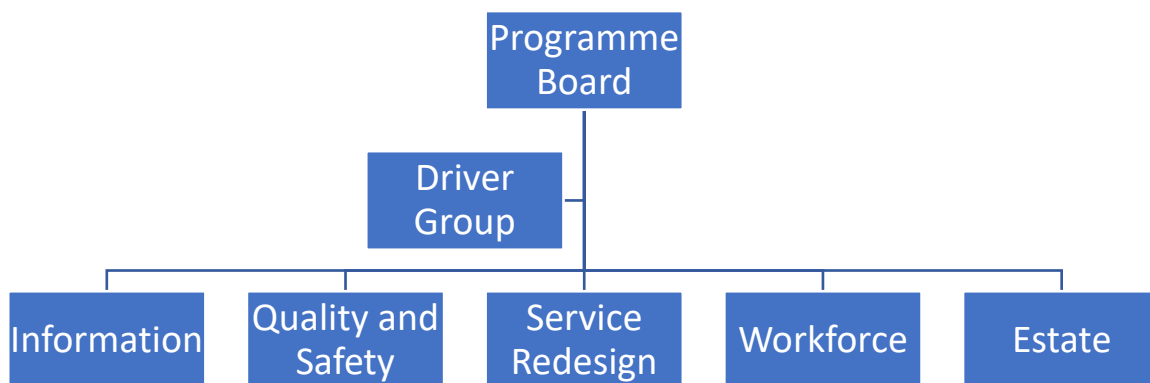 Programme
Board
Driver
Group
Information
Quality and
Safety
Service
Redesign
Workforce
Estate